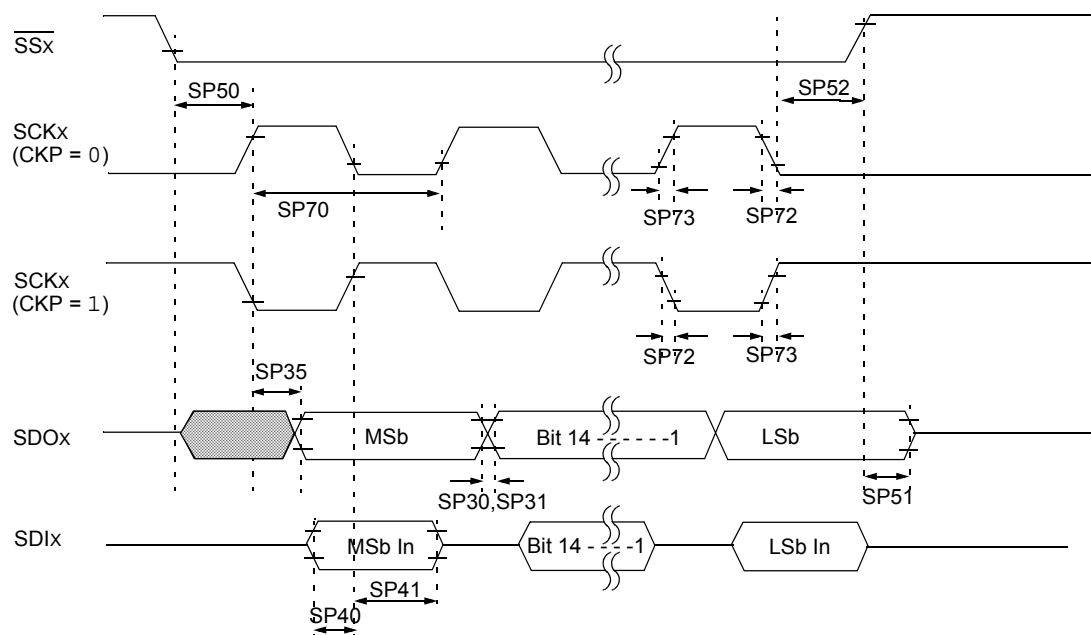 SSx
SP50
SP52
SCKx
(CKP = 0)
SP70
SP73
SP72
SCKx
(CKP = 1)
SP72
SP73
SP35
SDOx
MSb
Bit 14 - - - - - -1
LSb
SP30,SP31
SP51
SDIx
MSb In
Bit 14 - - - -1
LSb In
SP41
SP40